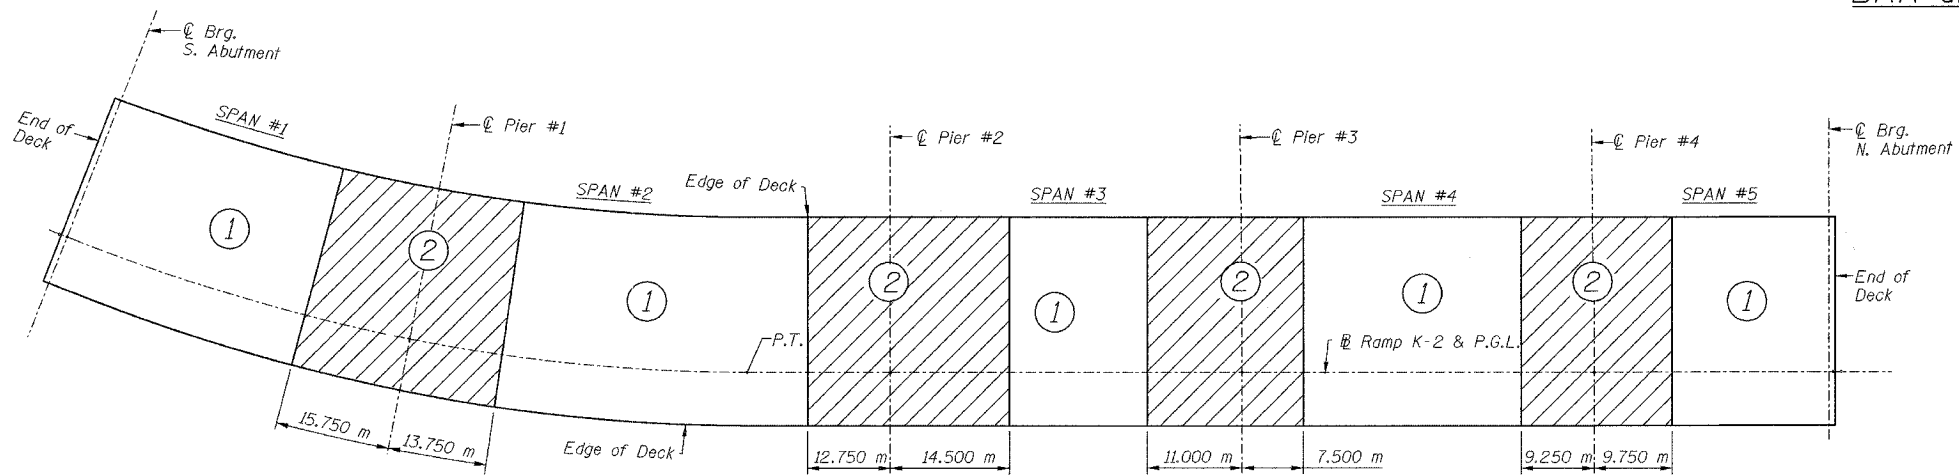 ℄ Brg.
S. Abutment
End of
Deck
SPAN #1
℄ Pier #1
SPAN #2
Edge of Deck
℄ Pier #2
SPAN #3
℄ Pier #3
SPAN #4
℄ Pier #4
SPAN #5
℄ Brg.
N. Abutment
1
2
1
2
1
2
1
2
1
End of
Deck
P.T.
℄ Ramp K-2 & P.G.L.
15.750 m
13.750 m
Edge of Deck
12.750 m
14.500 m
11.000 m
7.500 m
9.250 m
9.750 m